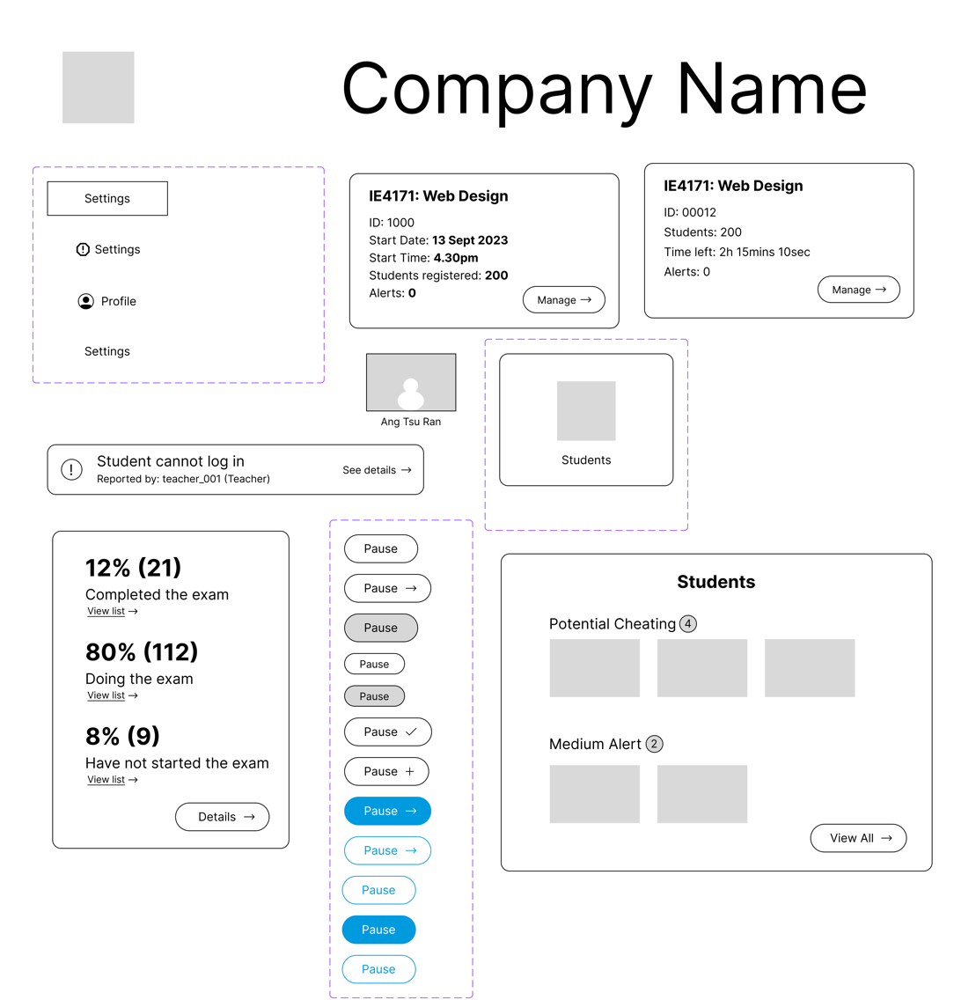 Company Name
Settings
Settings
Profile
Settings
IE4171: Web Design
ID: 1000
Start Date: 13 Sept 2023
Start Time: 4.30pm
Students registered: 200
Alerts: 0
Manage →
IE4171: Web Design
ID: 00012
Students: 200
Time left: 2h 15mins 10sec
Alerts: 0
Manage →
Ang Tsu Ran
Students
Student cannot log in
Reported by: teacher_001 (Teacher)
See details →
12% (21)
Completed the exam
View list →
80% (112)
Doing the exam
View list →
8% (9)
Have not started the exam
View list →
Details →
Pause
Pause →
Pause
Pause
Pause
Pause ✓
Pause +
Pause →
Pause →
Pause
Pause
Pause
Students
Potential Cheating 4
Medium Alert 2
View All →